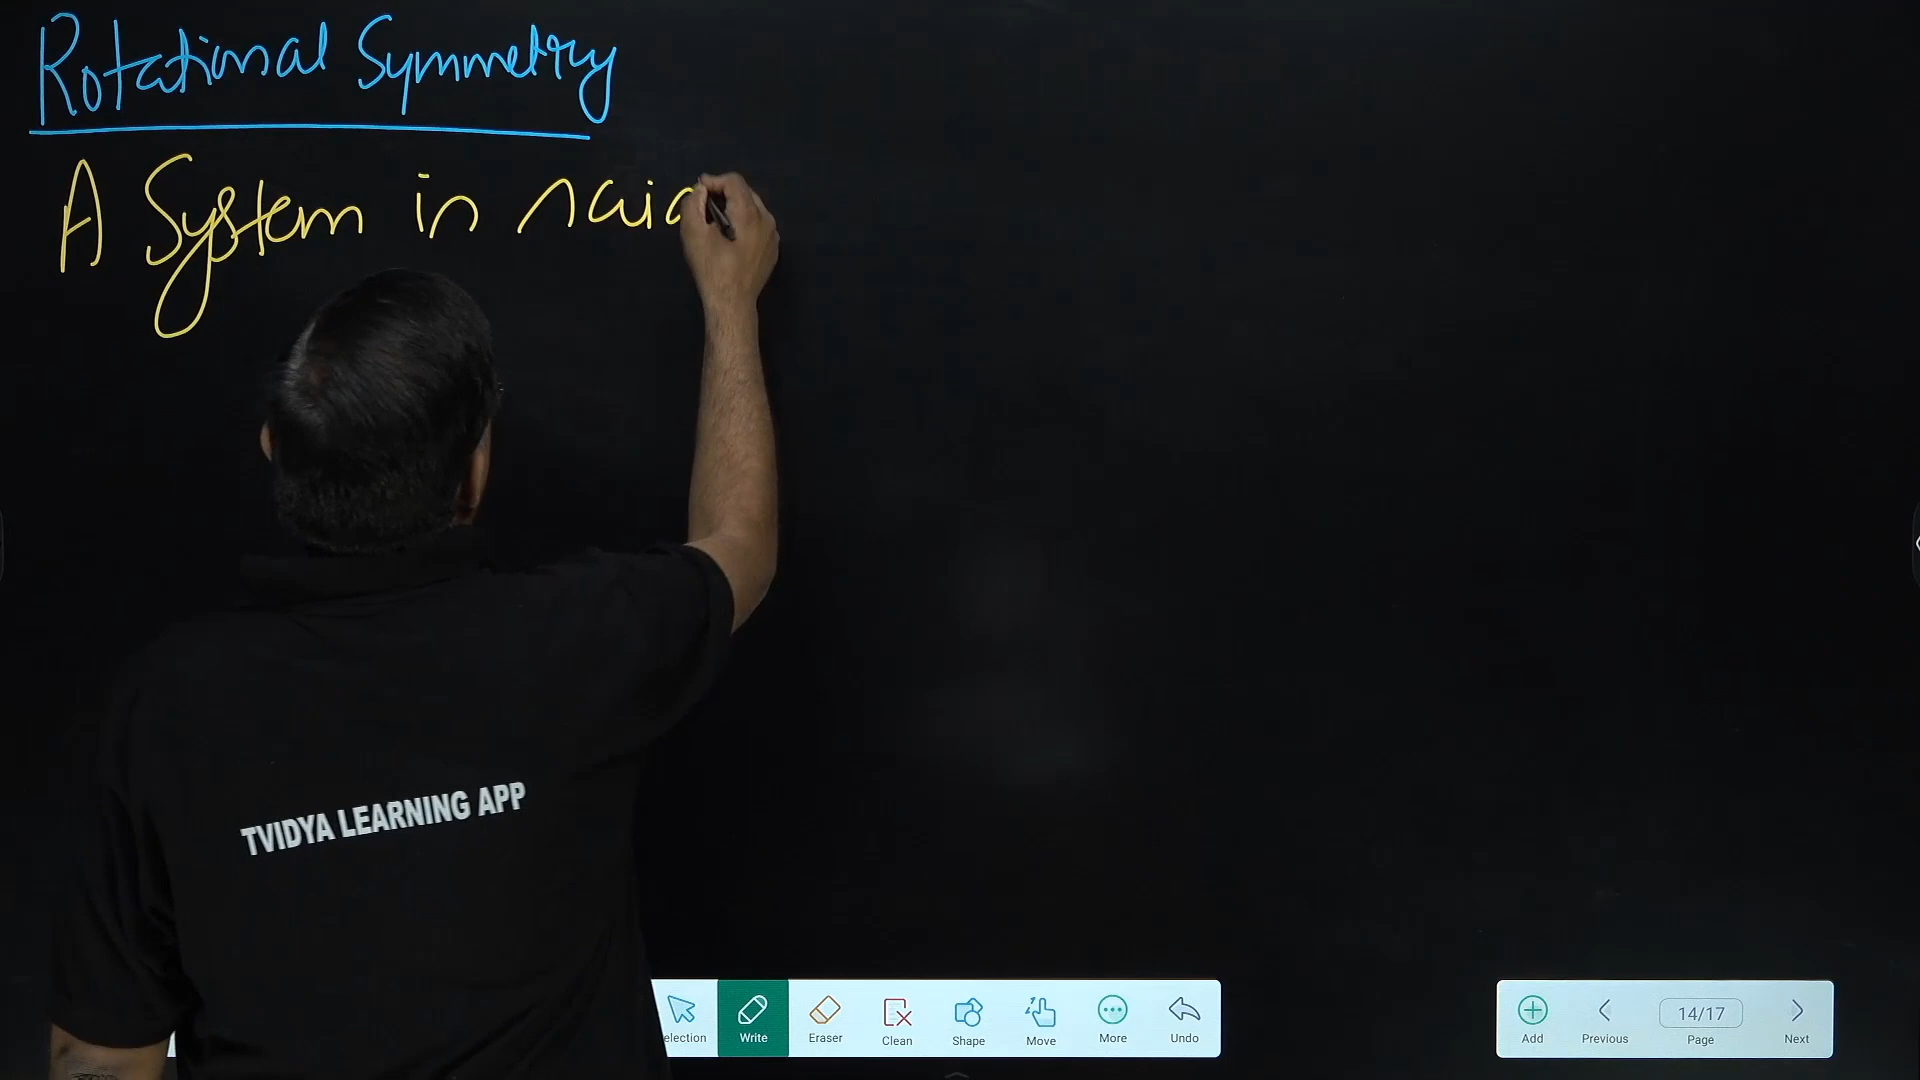 Rotational Symmetry
A System in
TVIDYA LEARNING APP
election Write Eraser Clean Shape Move More Undo
Add Previous 14/17 Page Next